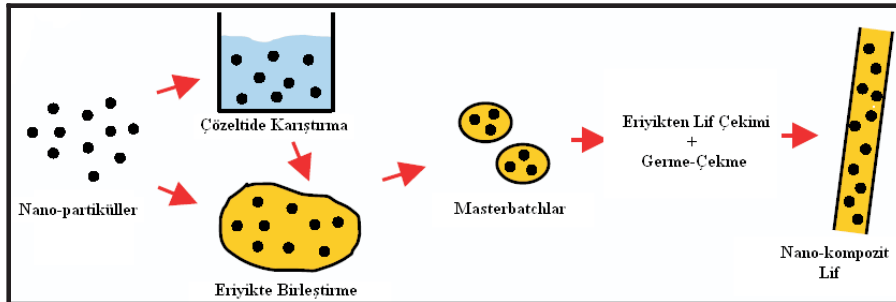 Çözeltide Karıştırma
Nano-partiküller
Eriyikte Birleştirme
Masterbatchlar
Eriyikten Lif Çekimi
+
Germe-Çekme
Nano-kompozit
Lif